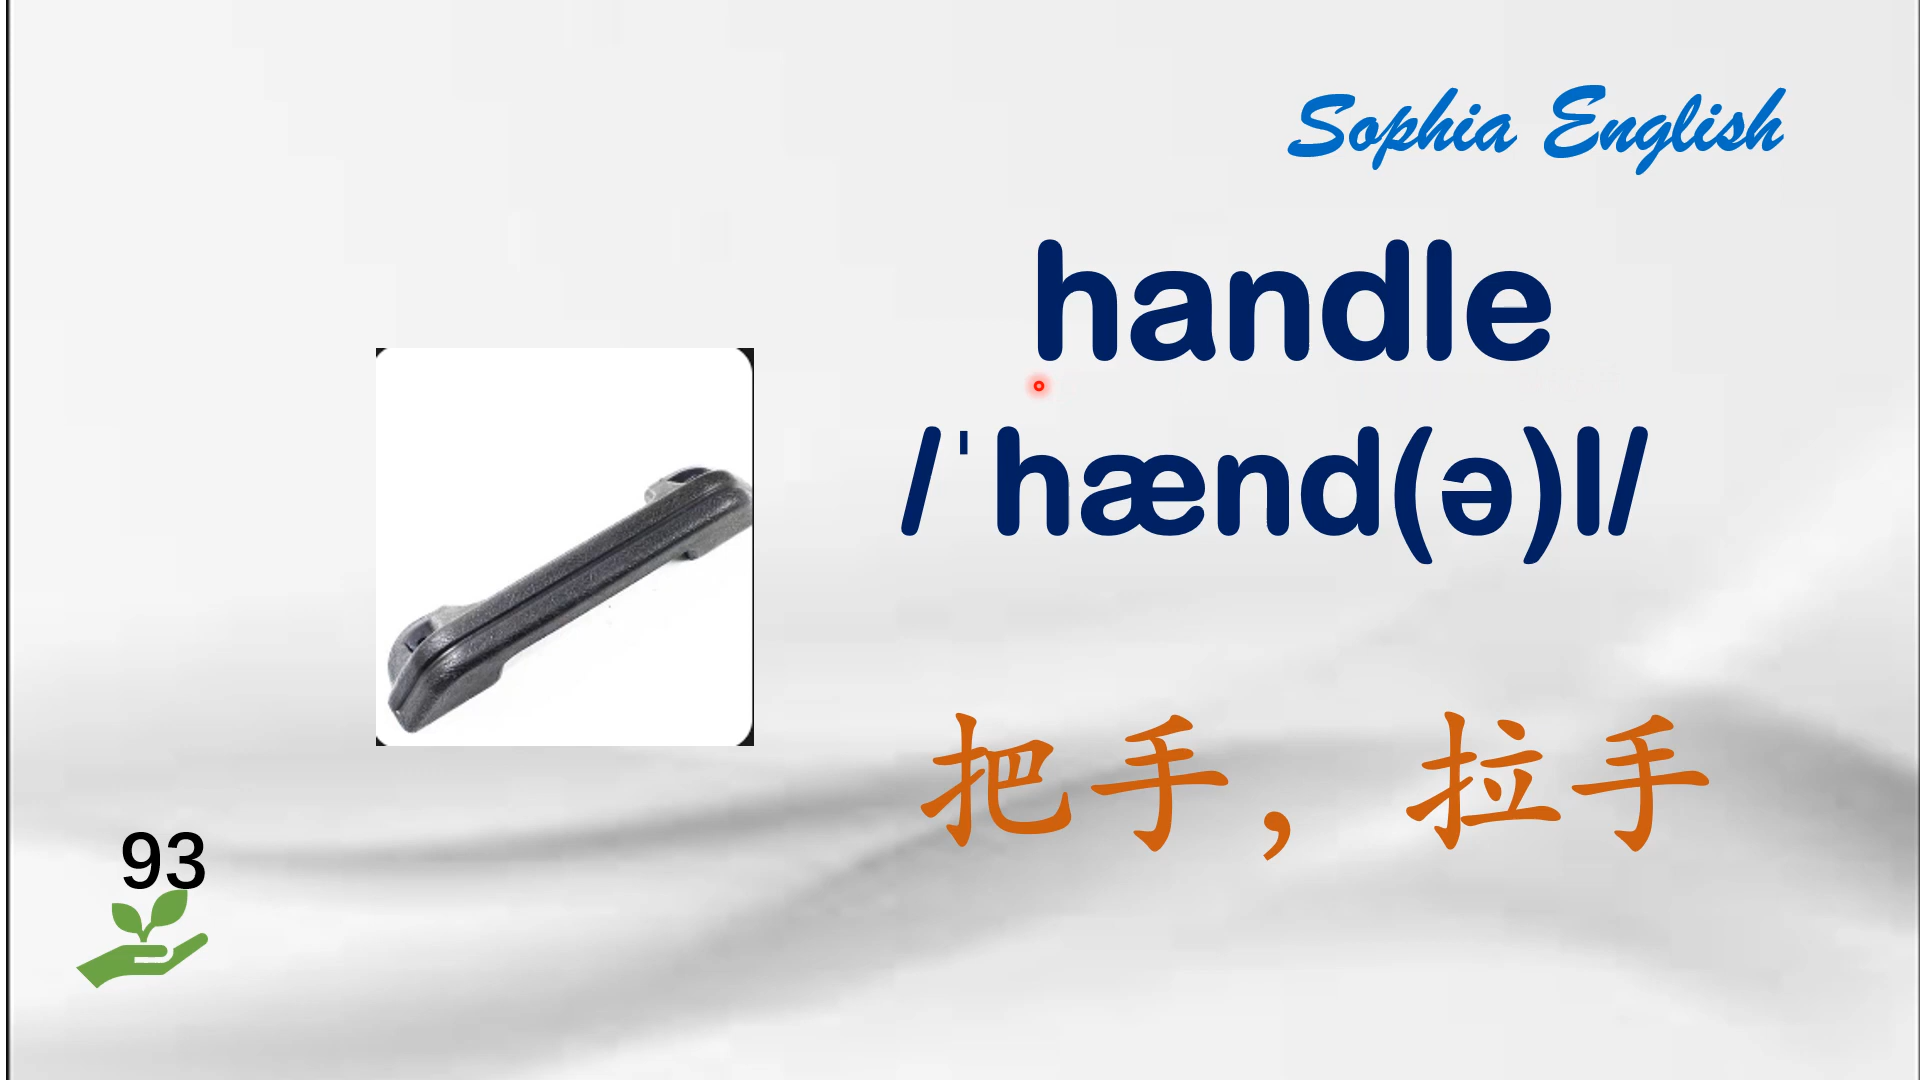 Sophia English
handle
/ˈhænd(ə)l/
把手，拉手
93